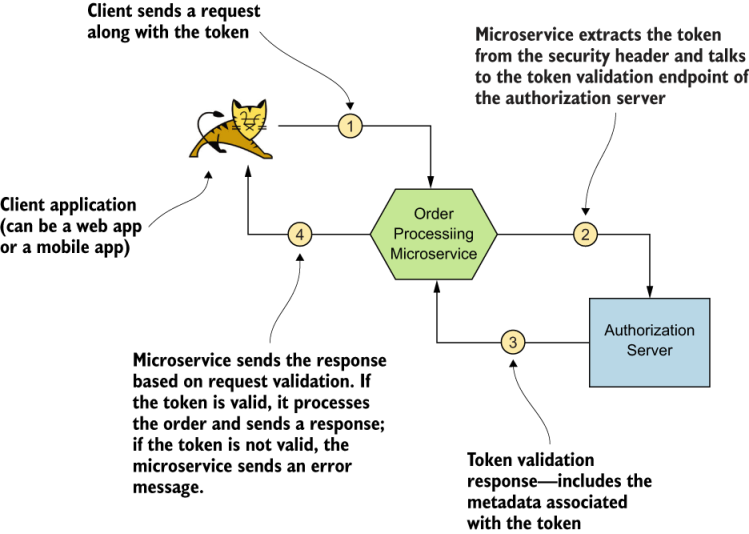 Client sends a request
along with the token
Microservice extracts the token
from the security header and talks
to the token validation endpoint of
the authorization server
1
Client application
(can be a web app
or a mobile app)
4
Order
Processiing
Microservice
2
3
Authorization
Server
Microservice sends the response
based on request validation. If
the token is valid, it processes
the order and sends a response;
if the token is not valid, the
microservice sends an error
message.
Token validation
response—includes the
metadata associated
with the token